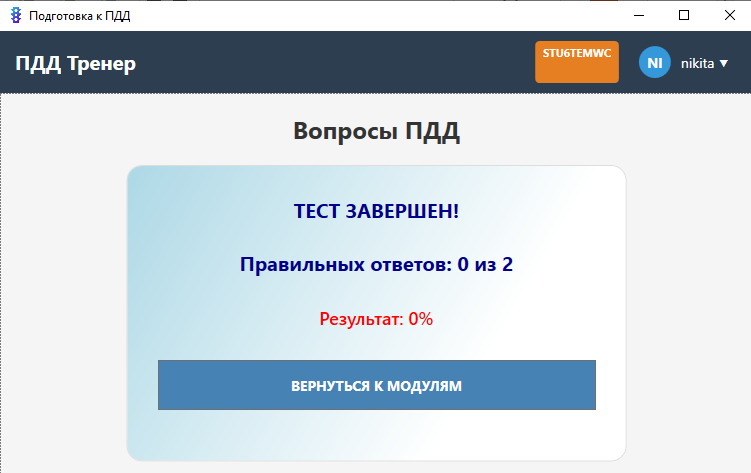 Подготовка к ПДД
ПДД Тренер
STU6TEMWC
NI
nikita
Вопросы ПДД
ТЕСТ ЗАВЕРШЕН!
Правильных ответов: 0 из 2
Результат: 0%
ВЕРНУТЬСЯ К МОДУЛЯМ